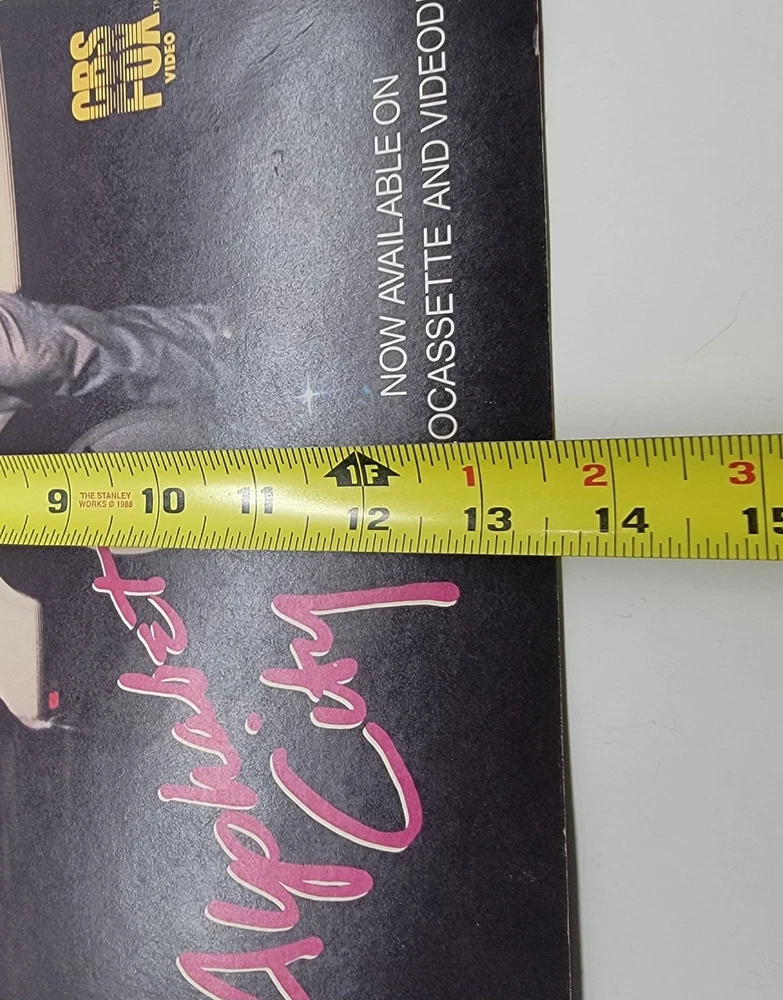 CBS
FOX™
VIDEO
NOW AVAILABLE ON
OCASSETTE AND VIDEOD
1F 1 2 3
9 THE STANLEY
WORKS © 1988 10 11 12 13 14 15
Alphabet
City